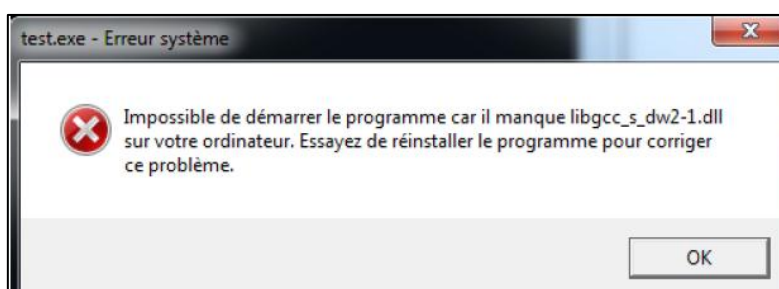 test.exe - Erreur système
Impossible de démarrer le programme car il manque libgcc_s_dw2-1.dll
sur votre ordinateur. Essayez de réinstaller le programme pour corriger
ce problème.
OK